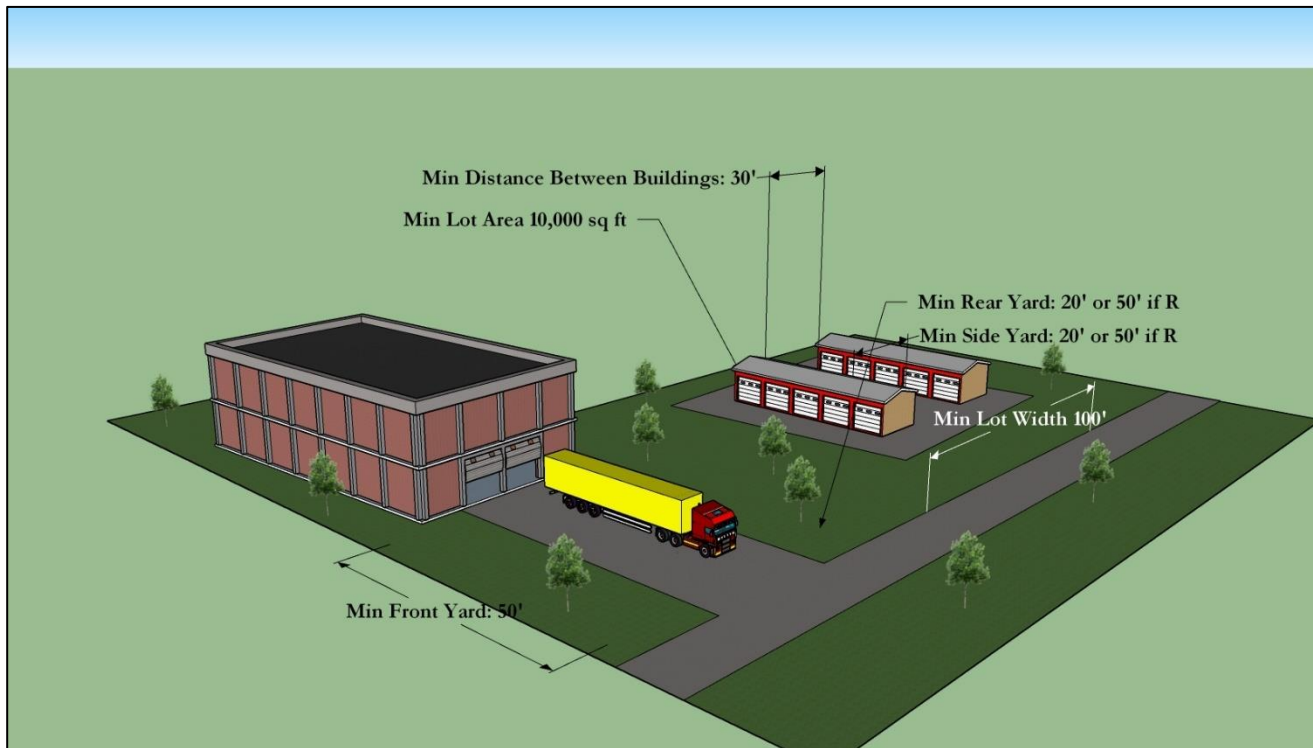 Min Distance Between Buildings: 30'
Min Lot Area 10,000 sq ft
Min Rear Yard: 20' or 50' if R
Min Side Yard: 20' or 50' if R
Min Lot Width 100'
Min Front Yard: 50'